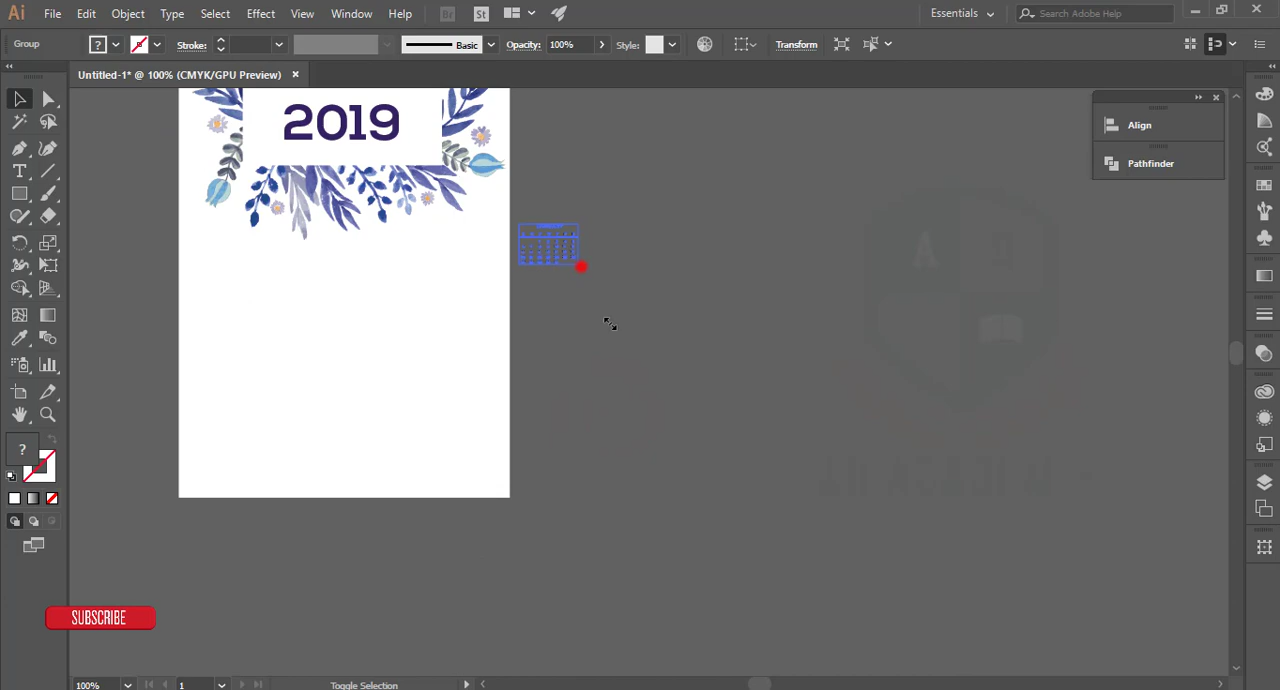 Ai File Edit Object Type Select Effect View Window Help Br St Essentials Search Adobe Help
Group ? Stroke: Basic Opacity: 100% Style: Transform
Untitled-1* @ 100% (CMYK/GPU Preview) ×
2019
Align
Pathfinder
A U
?
SUBSCRIBE
100% 1 Toggle Selection